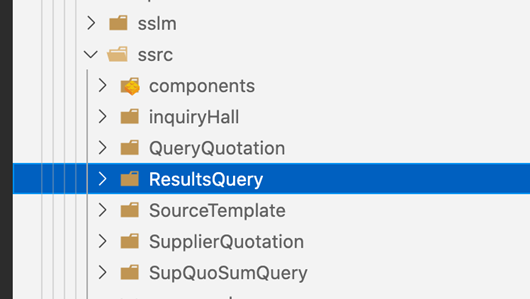 sslm
ssrc
components
inquiryHall
QueryQuotation
ResultsQuery
SourceTemplate
SupplierQuotation
SupQuoSumQuery